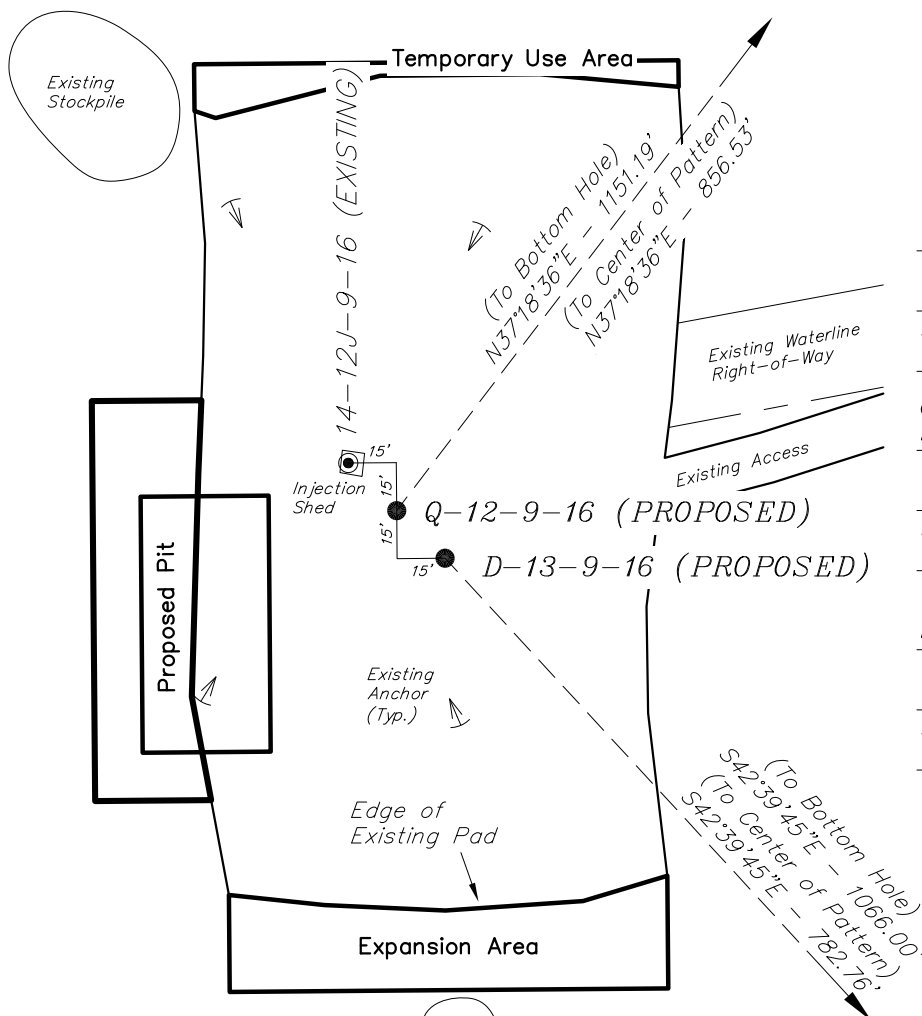 Temporary Use Area
Existing
Stockpile
14-12J-9-16 (EXISTING)
(To Bottom Hole)
N37°18'36"E - 1151.19'
(To Center of Pattern)
N37°18'36"E - 856.53'
Existing Waterline
Right-of-Way
Existing Access
15'
15'
Injection
Shed
Q-12-9-16 (PROPOSED)
15'
15'
D-13-9-16 (PROPOSED)
Proposed Pit
Existing
Anchor
(Typ.)
Edge of
Existing Pad
(To Bottom Hole)
S42°39'45"E - 1066.00'
(To Center of Pattern)
S42°39'45"E - 782.76'
Expansion Area